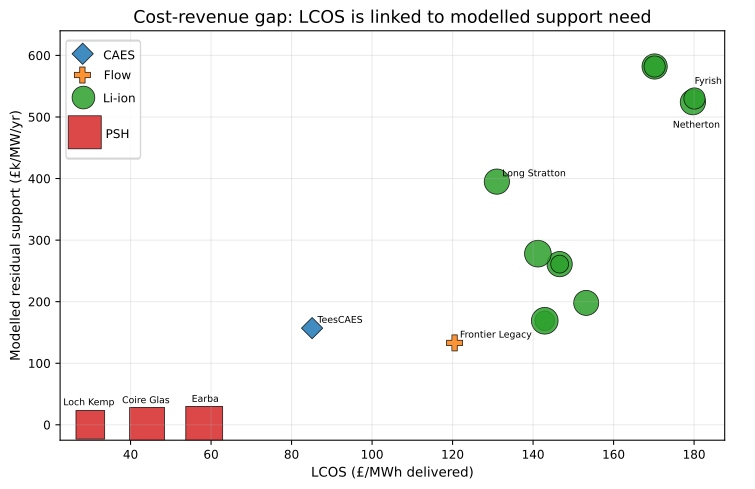 Cost-revenue gap: LCOS is linked to modelled support need
Modelled residual support (£k/MW/yr)
600
500
400
300
200
100
0
CAES
Flow
Li-ion
PSH
Fyrish
Netherton
Long Stratton
TeesCAES
Frontier Legacy
Loch Kemp
Coire Glas
Earba
40
60
80
100
120
140
160
180
LCOS (£/MWh delivered)